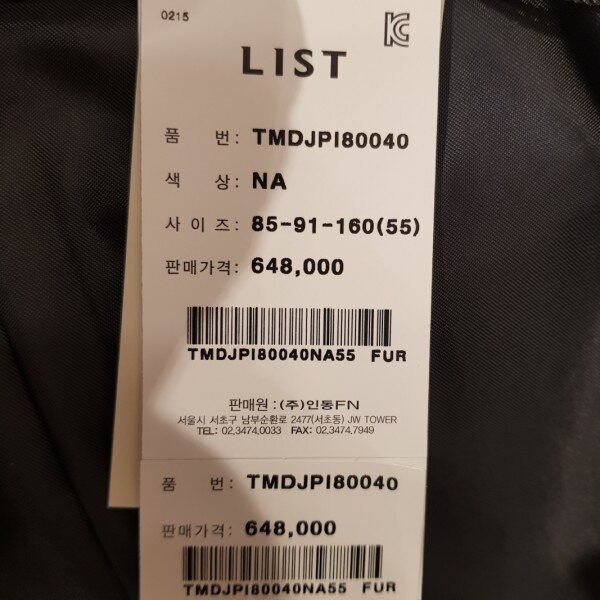 0215
LIST
품 번: TMDJPI80040
색 상: NA
사이즈: 85-91-160(55)
판매가격: 648,000
TMDJPI80040NA55 FUR
판매원 : (주)인동FN
서울시 서초구 남부순환로 2477(서초동) JW TOWER
TEL: 02.3474.0033 FAX: 02.3474.7949
품 번: TMDJPI80040
판매가격: 648,000
TMDJPI80040NA55 FUR